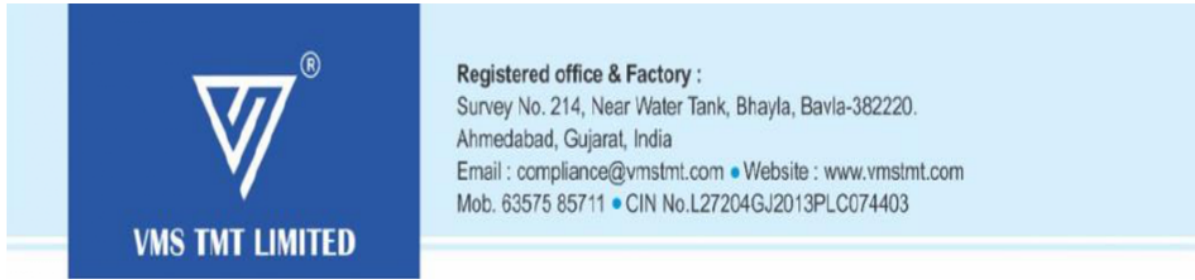 ®
VMS TMT LIMITED
Registered office & Factory :
Survey No. 214, Near Water Tank, Bhayla, Bavla-382220.
Ahmedabad, Gujarat, India
Email : compliance@vmstmt.com ● Website : www.vmstmt.com
Mob. 63575 85711 ● CIN No.L27204GJ2013PLC074403